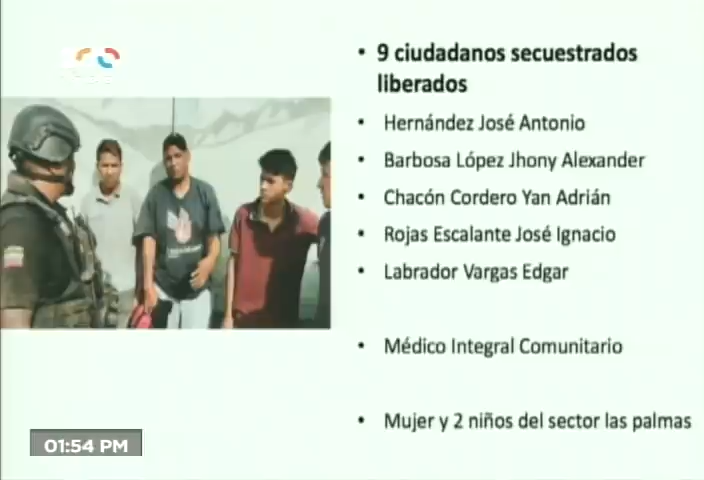 • 9 ciudadanos secuestrados
liberados
• Hernández José Antonio
• Barbosa López Jhony Alexander
• Chacón Cordero Yan Adrián
• Rojas Escalante José Ignacio
• Labrador Vargas Edgar
• Médico Integral Comunitario
• Mujer y 2 niños del sector las palmas
01:54 PM